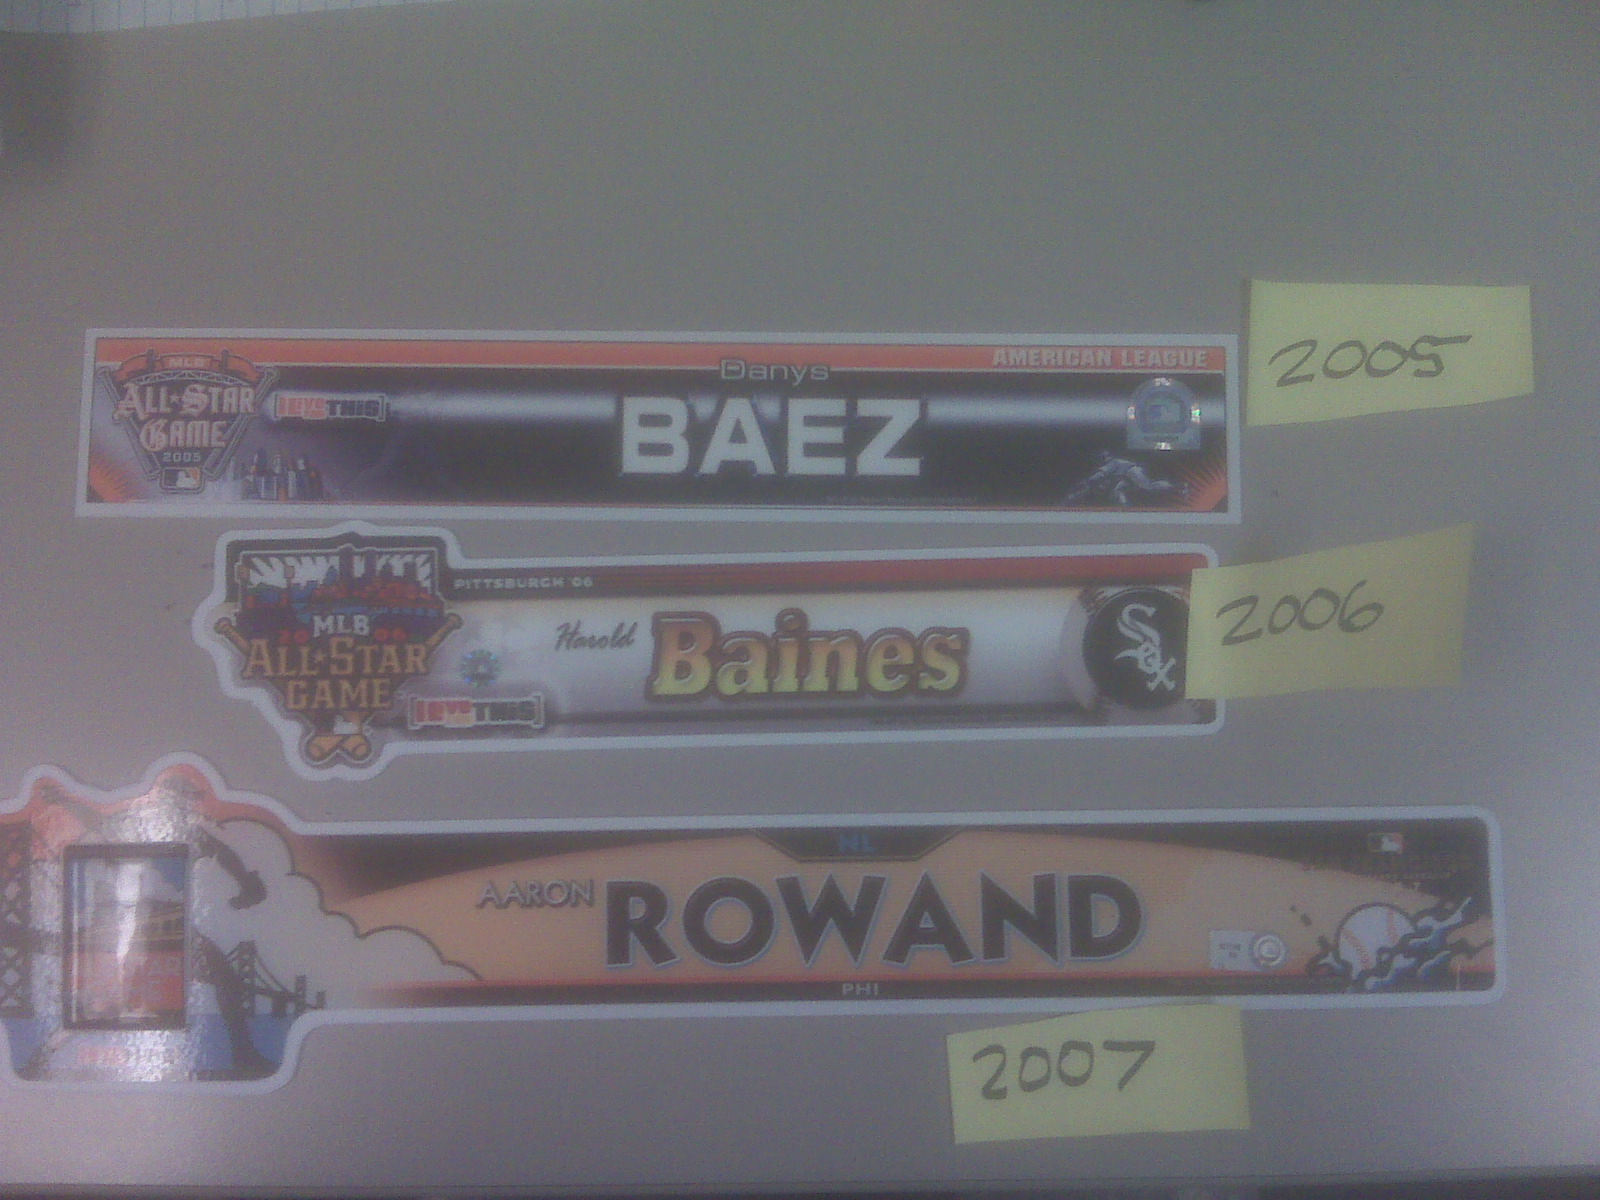 AMERICAN LEAGUE
MLB
ALL★STAR
GAME
2005
[I Live for THIS]
Danys
BAEZ
2005
PITTSBURGH '06
2006
MLB
ALL★STAR
GAME
[I Live for THIS]
Harold
Baines
Sox
2006
NL
AARON
ROWAND
PHI
2007